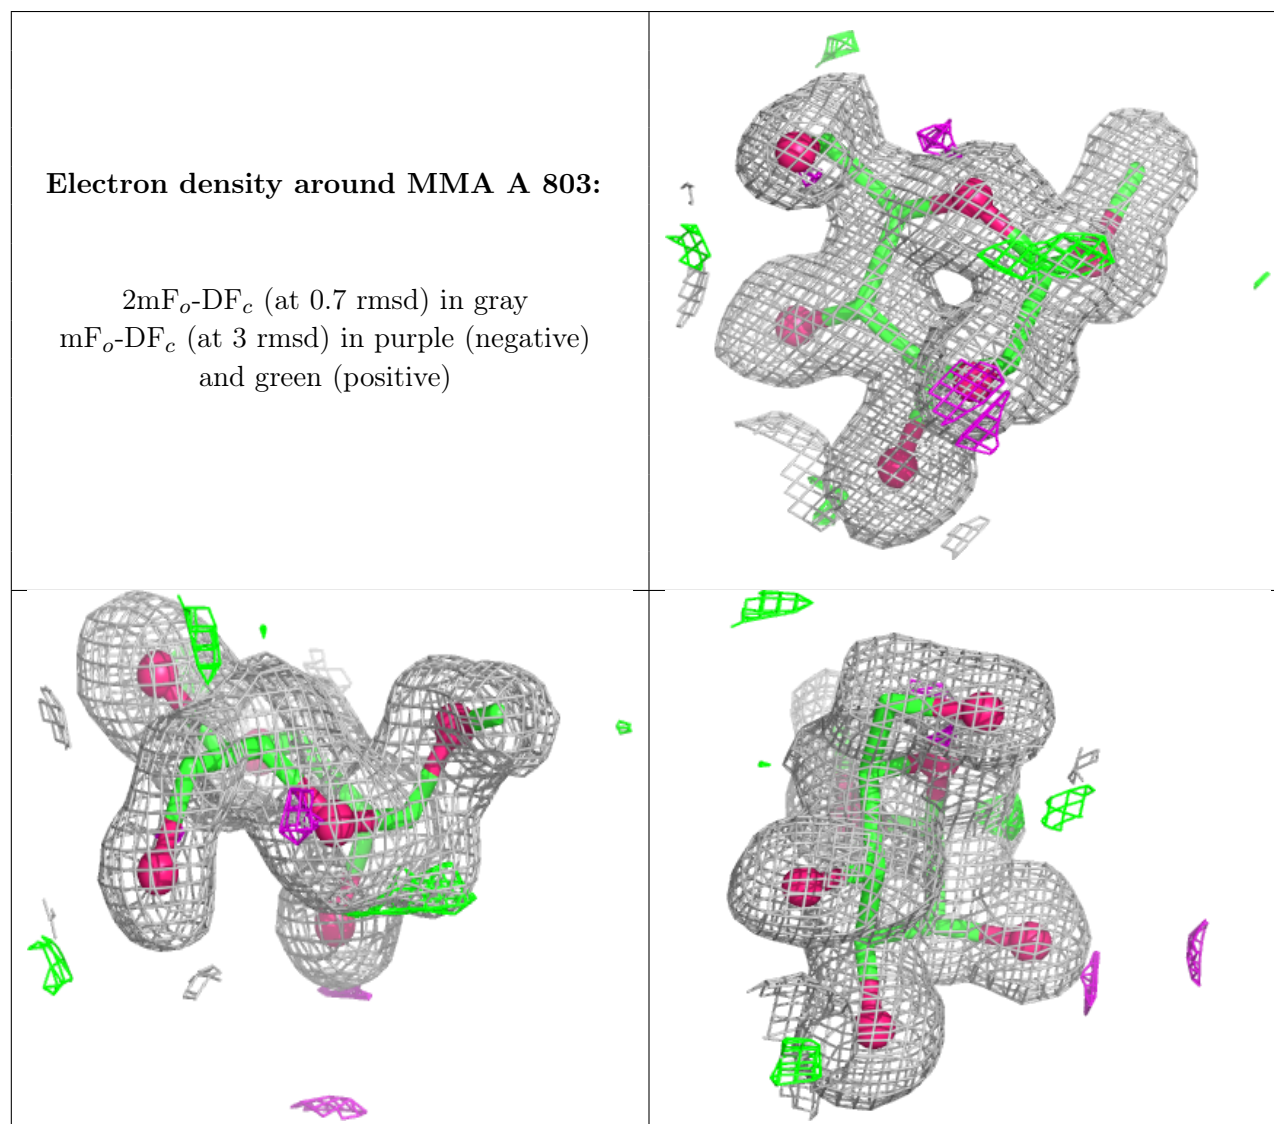 Electron density around MMA A 803:
2mFo-DFc (at 0.7 rmsd) in gray
mFo-DFc (at 3 rmsd) in purple (negative)
and green (positive)